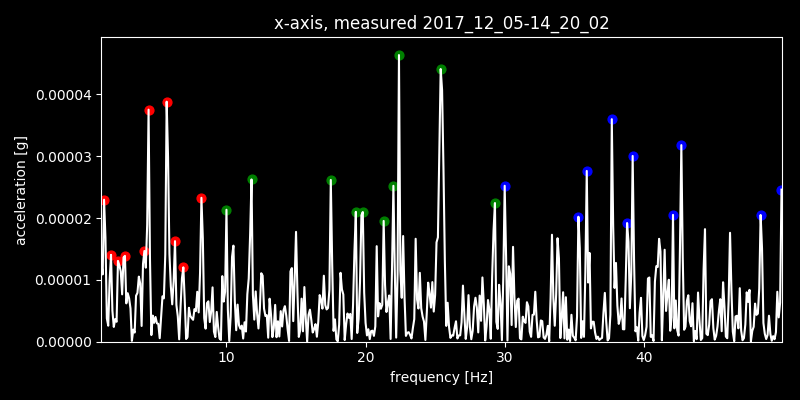 x-axis, measured 2017_12_05-14_20_02
acceleration [g]
0.00004
0.00003
0.00002
0.00001
0.00000
10 20 30 40
frequency [Hz]